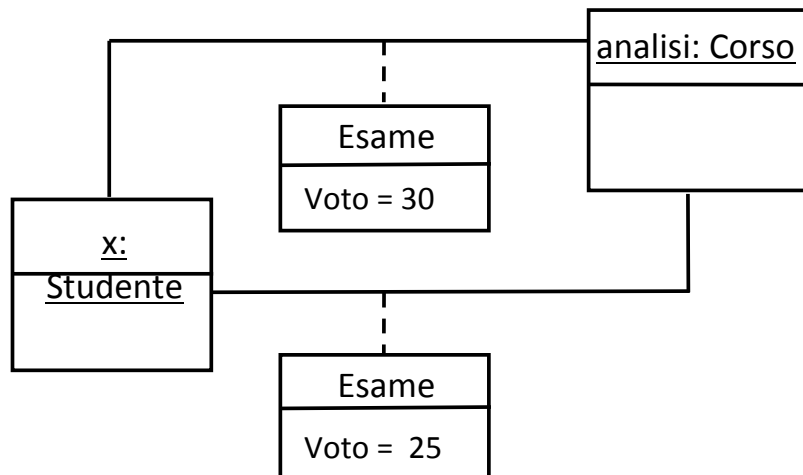 analisi: Corso
Esame
Voto = 30
x:
Studente
Esame
Voto =  25